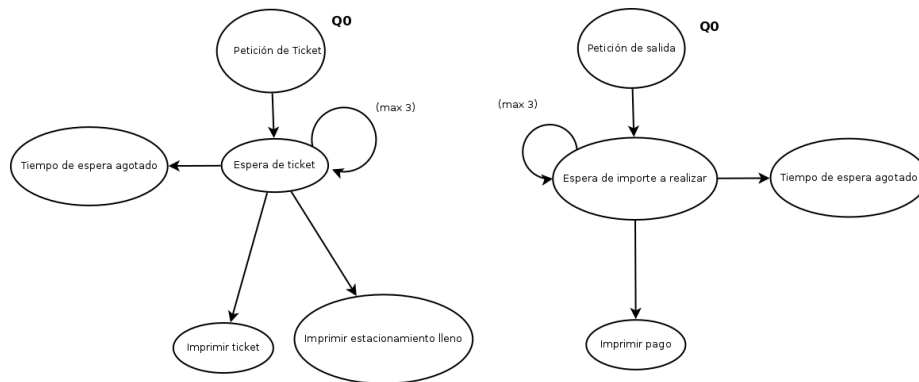 Q0
Petición de Ticket
(max 3)
Espera de ticket
Tiempo de espera agotado
Imprimir ticket
Imprimir estacionamiento lleno
Q0
Petición de salida
(max 3)
Espera de importe a realizar
Tiempo de espera agotado
Imprimir pago